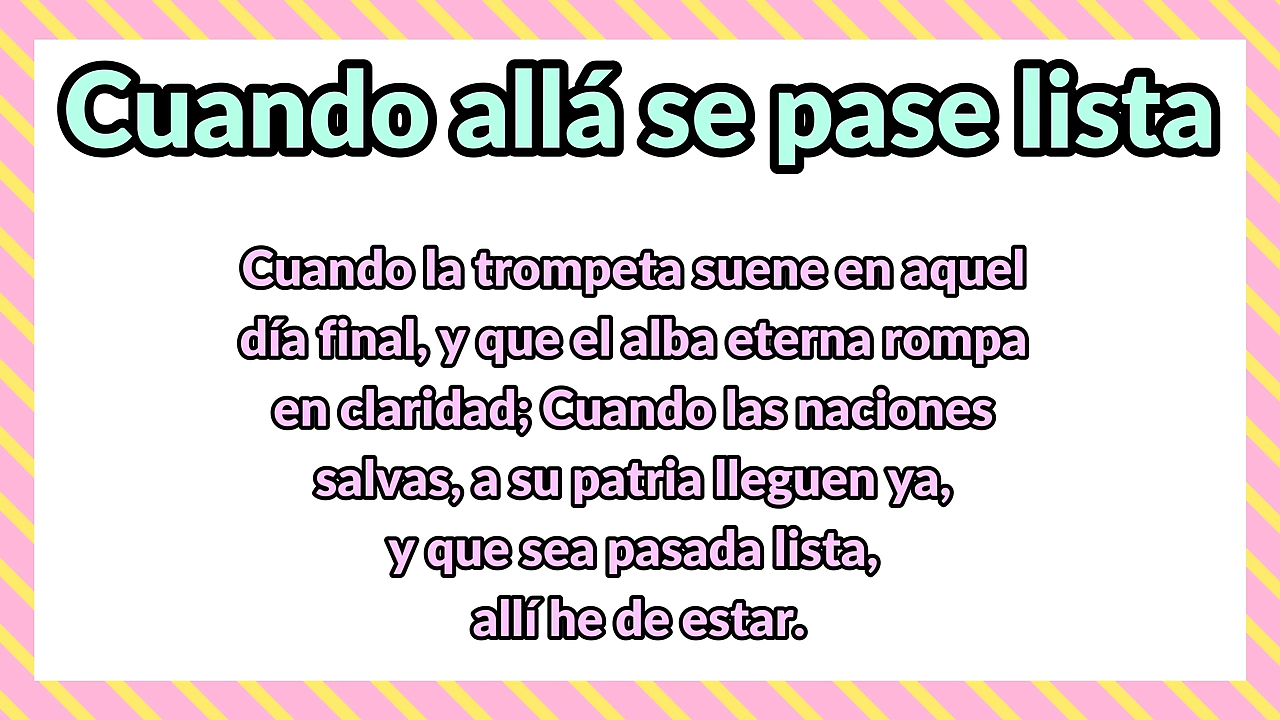 Cuando allá se pase lista
Cuando la trompeta suene en aquel
día final, y que el alba eterna rompa
en claridad; Cuando las naciones
salvas, a su patria lleguen ya,
y que sea pasada lista,
allí he de estar.